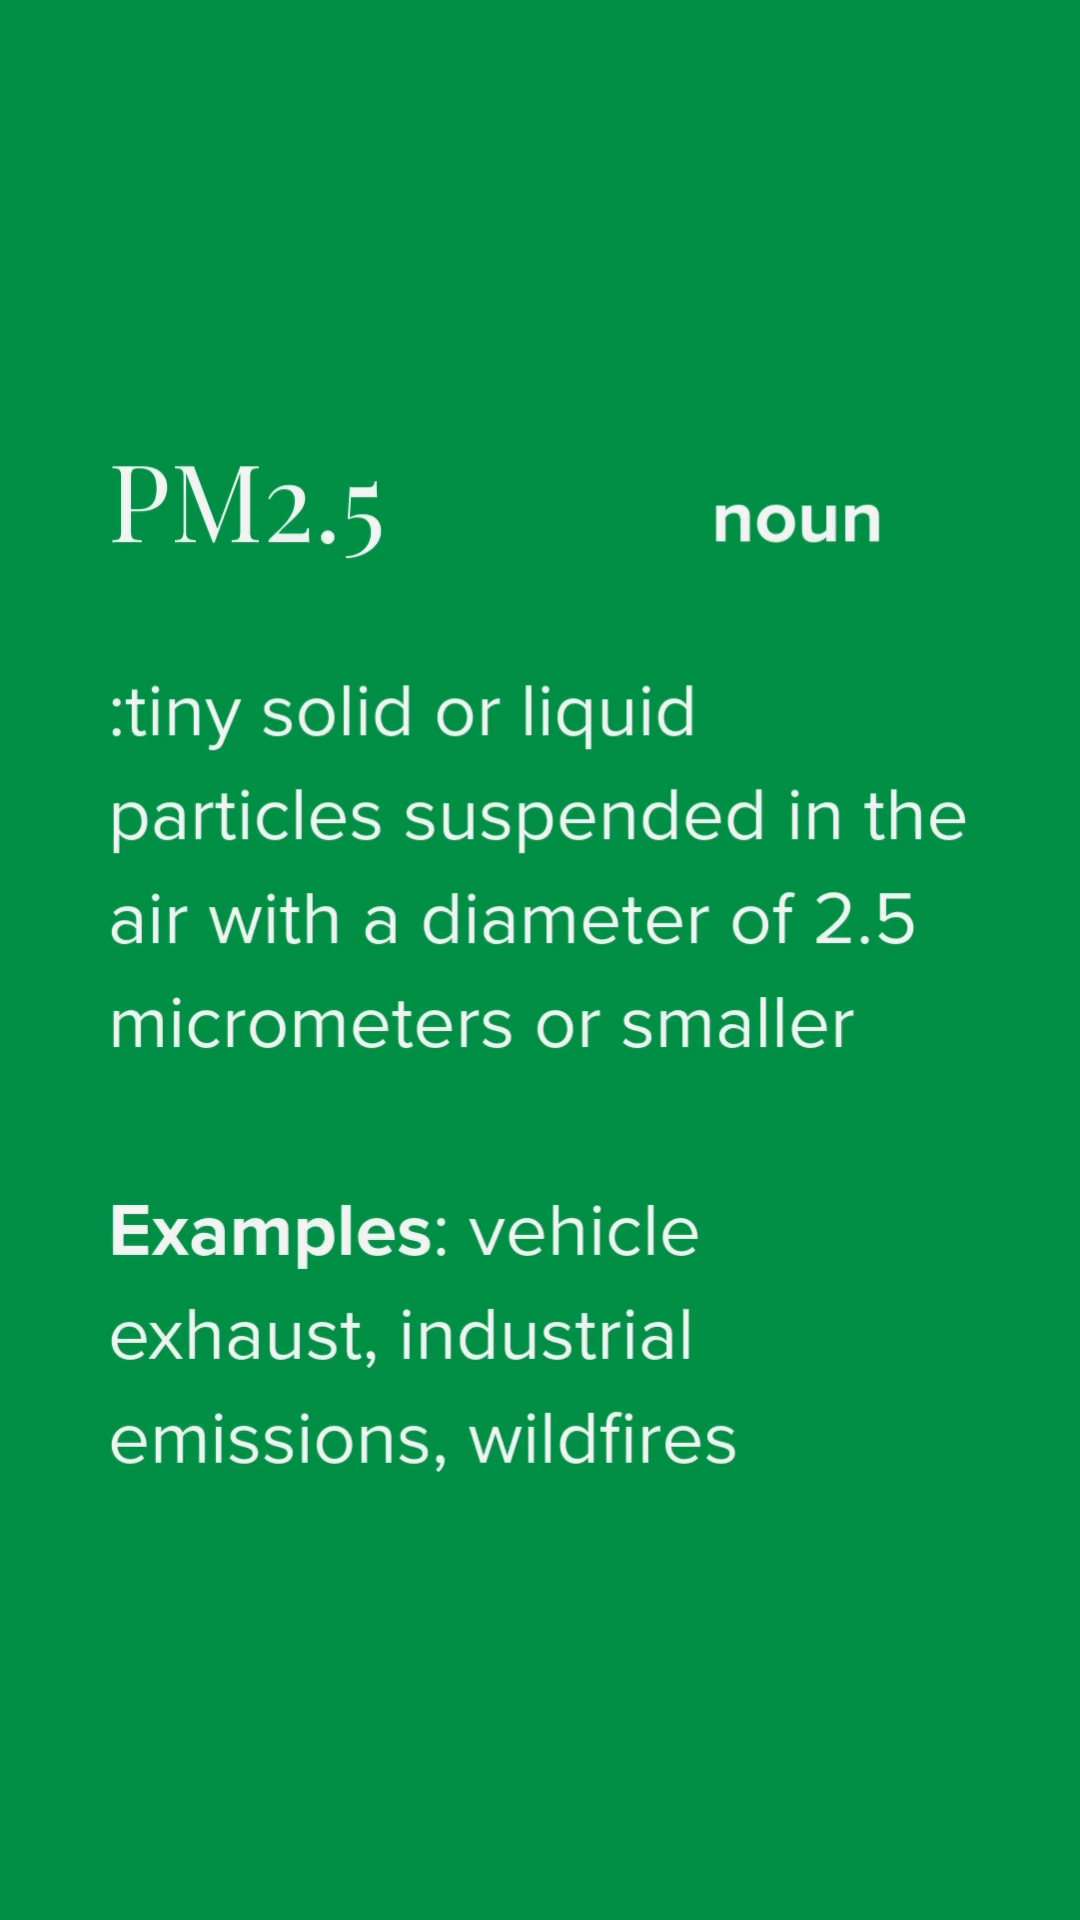 PM2.5 noun
:tiny solid or liquid
particles suspended in the
air with a diameter of 2.5
micrometers or smaller
Examples: vehicle
exhaust, industrial
emissions, wildfires